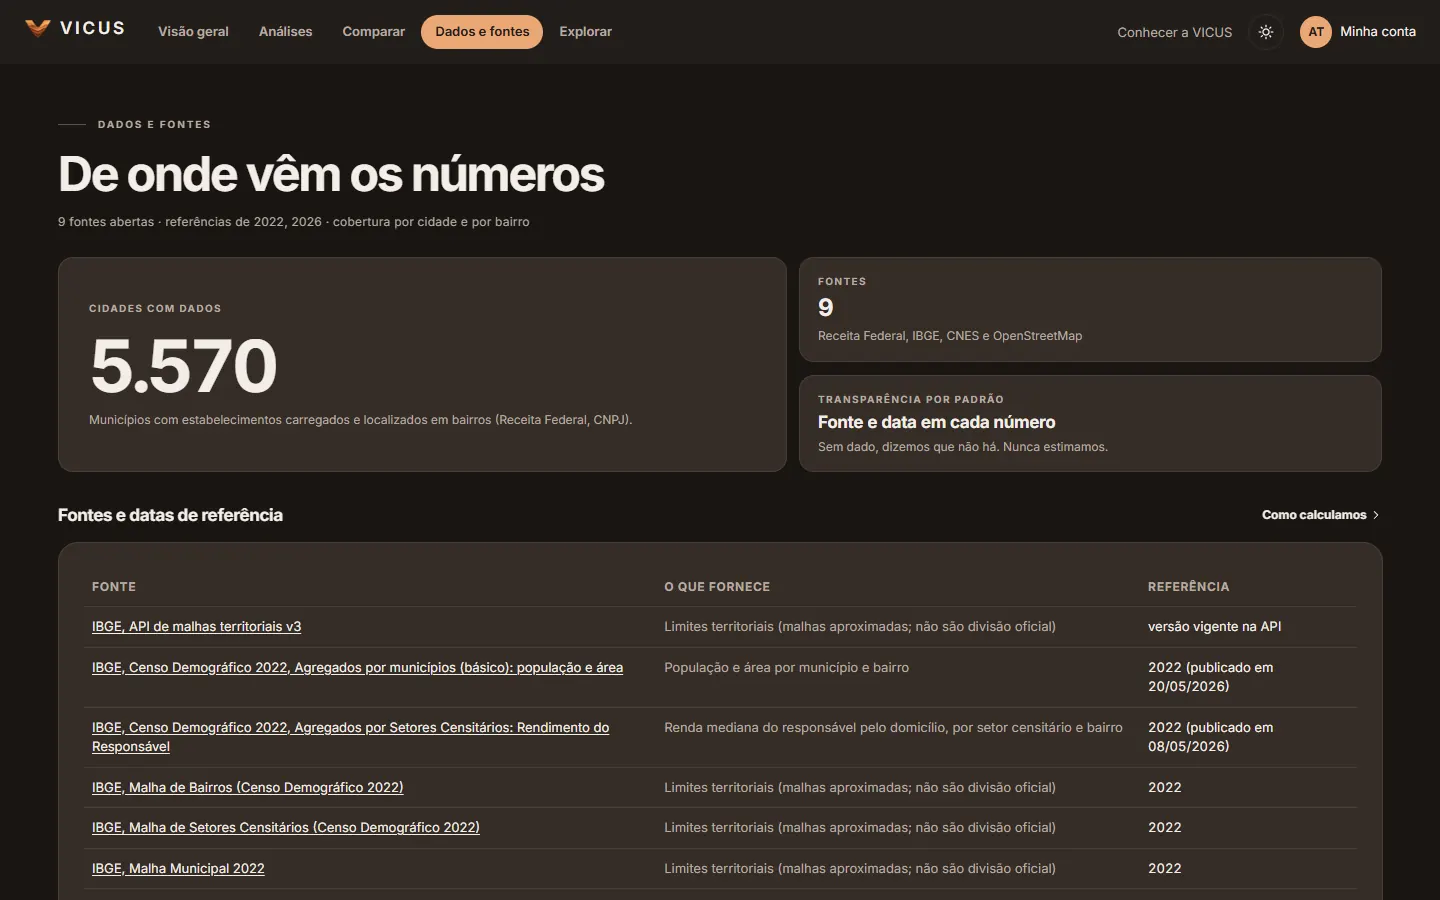 VICUS
Visão geral
Análises
Comparar
Dados e fontes
Explorar
Conhecer a VICUS
AT
Minha conta
DADOS E FONTES
De onde vêm os números
9 fontes abertas · referências de 2022, 2026 · cobertura por cidade e por bairro
CIDADES COM DADOS
5.570
Municípios com estabelecimentos carregados e localizados em bairros (Receita Federal, CNPJ).
FONTES
9
Receita Federal, IBGE, CNES e OpenStreetMap
TRANSPARÊNCIA POR PADRÃO
Fonte e data em cada número
Sem dado, dizemos que não há. Nunca estimamos.
Fontes e datas de referência
Como calculamos
FONTE
O QUE FORNECE
REFERÊNCIA
IBGE, API de malhas territoriais v3
Limites territoriais (malhas aproximadas; não são divisão oficial)
versão vigente na API
IBGE, Censo Demográfico 2022, Agregados por municípios (básico): população e área
População e área por município e bairro
2022 (publicado em
20/05/2026)
IBGE, Censo Demográfico 2022, Agregados por Setores Censitários: Rendimento do
Responsável
Renda mediana do responsável pelo domicílio, por setor censitário e bairro
2022 (publicado em
08/05/2026)
IBGE, Malha de Bairros (Censo Demográfico 2022)
Limites territoriais (malhas aproximadas; não são divisão oficial)
2022
IBGE, Malha de Setores Censitários (Censo Demográfico 2022)
Limites territoriais (malhas aproximadas; não são divisão oficial)
2022
IBGE, Malha Municipal 2022
Limites territoriais (malhas aproximadas; não são divisão oficial)
2022